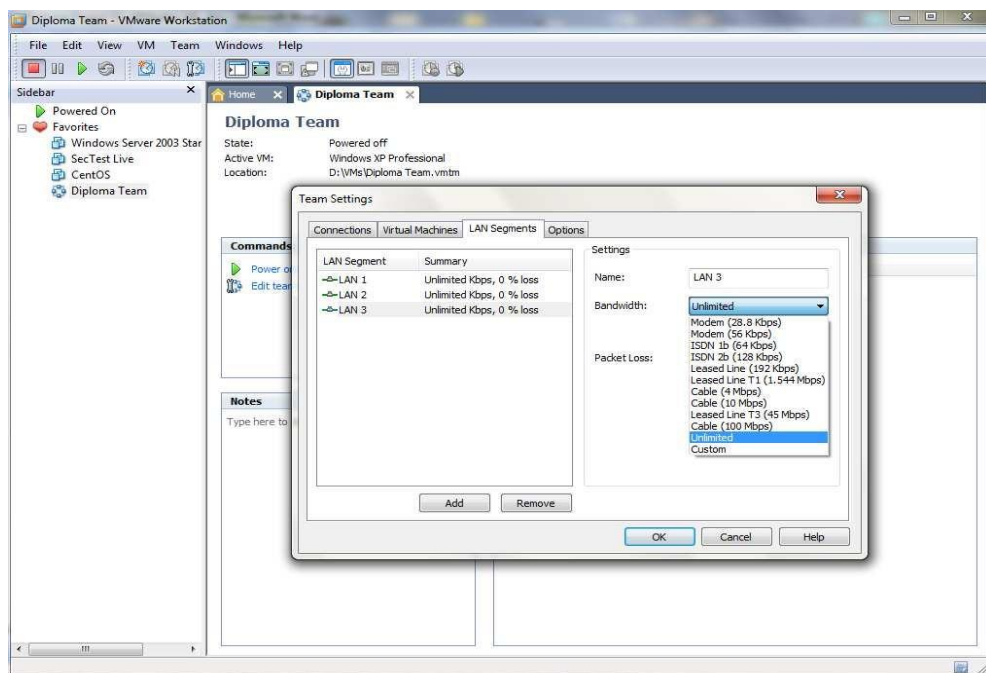 Diploma Team - VMware Workstation
File Edit View VM Team Windows Help
Sidebar
Powered On
Favorites
Windows Server 2003 Star
SecTest Live
CentOS
Diploma Team
Home
Diploma Team
Diploma Team
State: Powered off
Active VM: Windows XP Professional
Location: D:\VMs\Diploma Team.vmtm
Commands
Power o
Edit tear
Notes
Type here to
Team Settings
Connections Virtual Machines LAN Segments Options
LAN Segment Summary
LAN 1 Unlimited Kbps, 0 % loss
LAN 2 Unlimited Kbps, 0 % loss
LAN 3 Unlimited Kbps, 0 % loss
Add Remove
Settings
Name: LAN 3
Bandwidth: Unlimited
Modem (28.8 Kbps)
Modem (56 Kbps)
ISDN 1b (64 Kbps)
Packet Loss:
ISDN 2b (128 Kbps)
Leased Line (192 Kbps)
Leased Line T1 (1.544 Mbps)
Cable (4 Mbps)
Cable (10 Mbps)
Leased Line T3 (45 Mbps)
Cable (100 Mbps)
Unlimited
Custom
OK Cancel Help